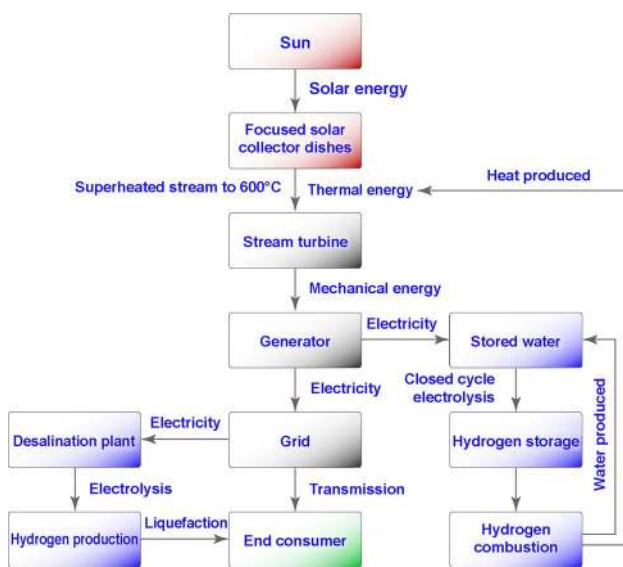 Sun
Solar energy
Focused solar
collector dishes
Superheated stream to 600°C
Thermal energy
Heat produced
Stream turbine
Mechanical energy
Generator
Electricity
Stored water
Electricity
Closed cycle
electrolysis
Water produced
Electricity
Desalination plant
Grid
Hydrogen storage
Electrolysis
Transmission
Hydrogen production
Liquefaction
End consumer
Hydrogen
combustion